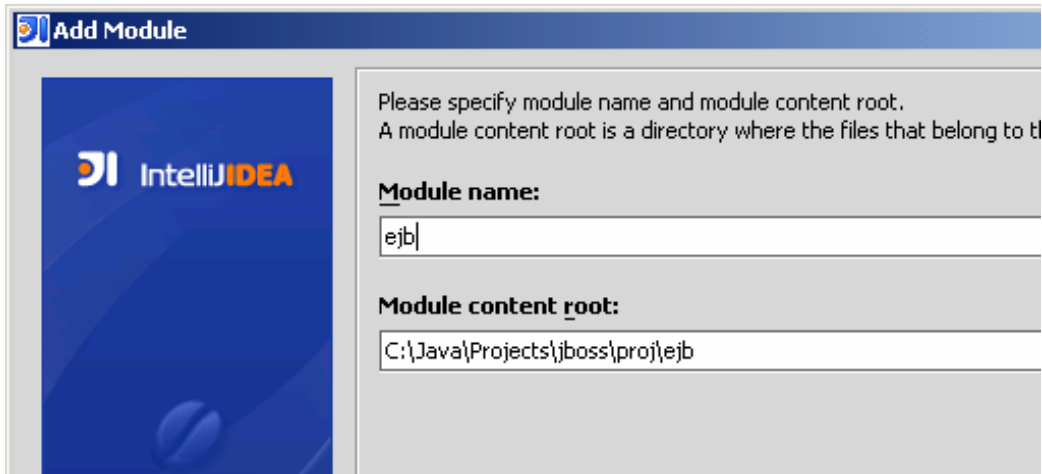 Add Module
IntelliJIDEA
Please specify module name and module content root.
A module content root is a directory where the files that belong to
Module name:
ejb
Module content root:
C:\Java\Projects\jboss\proj\ejb